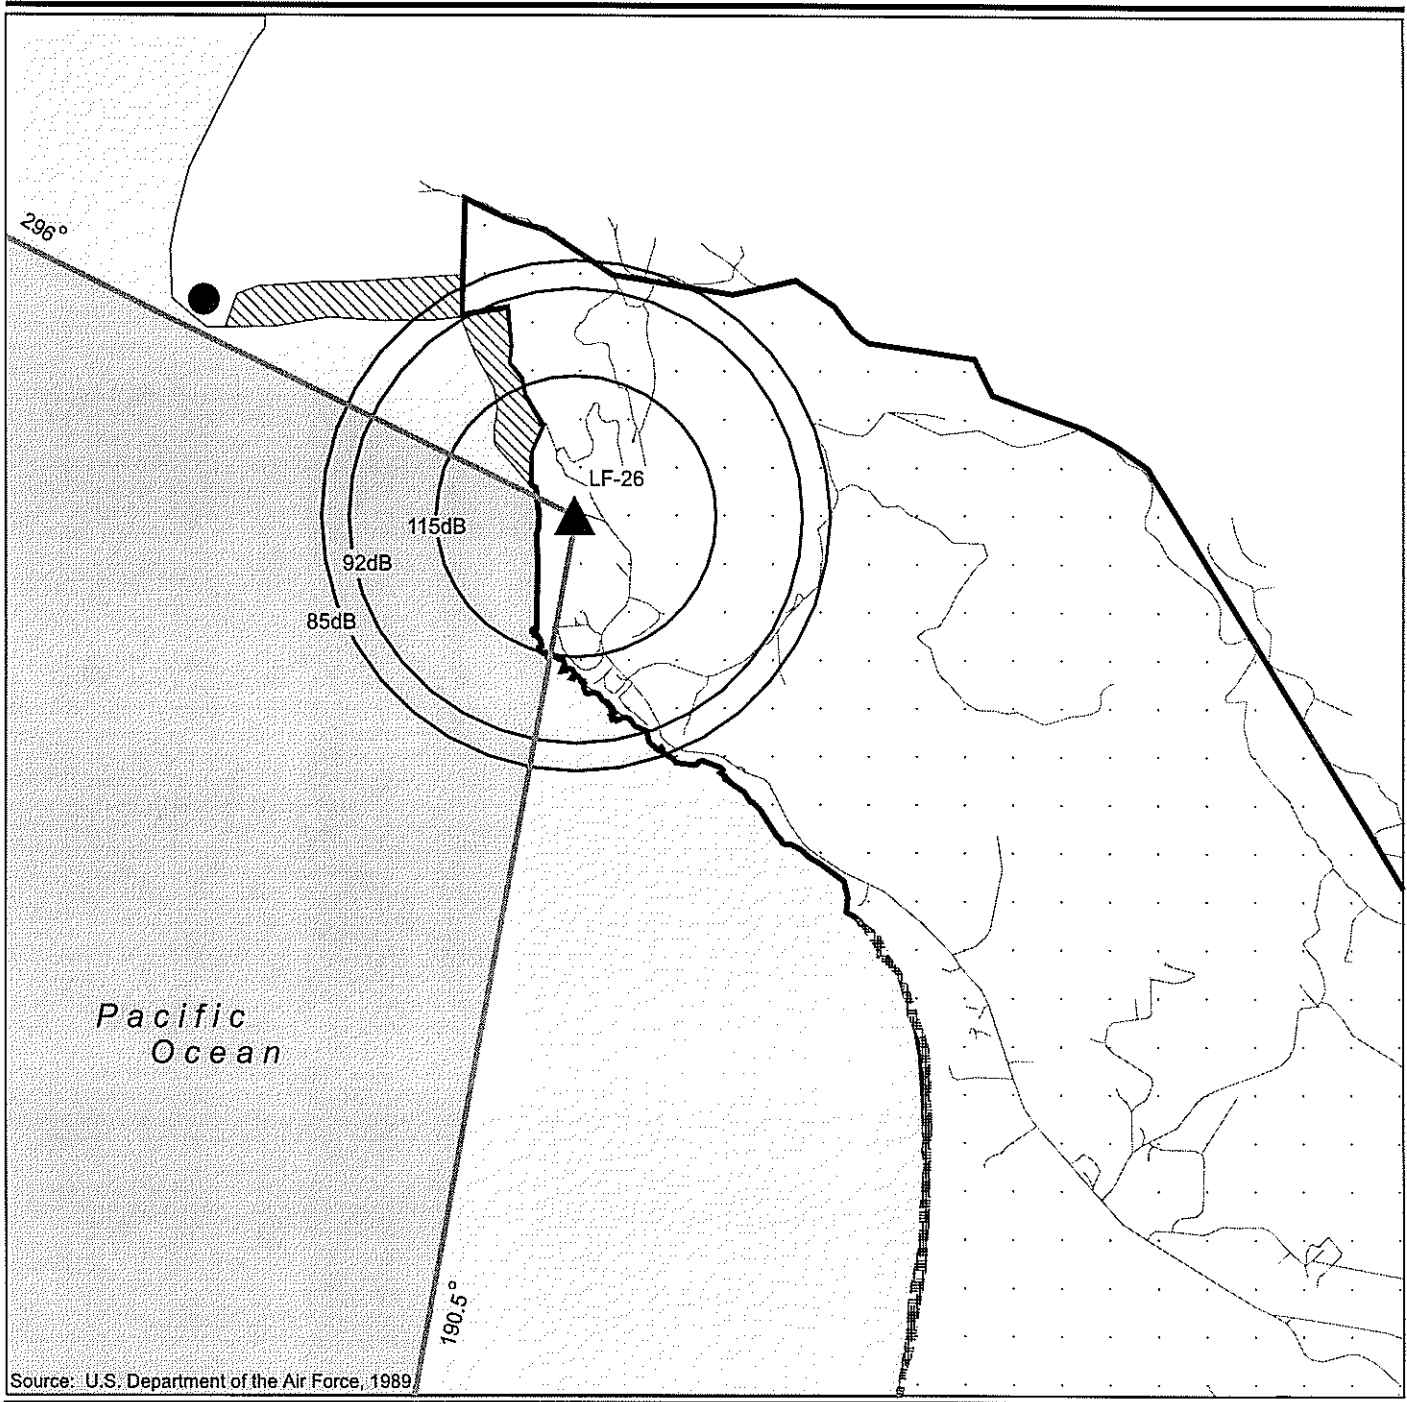 296°
LF-26
115dB
92dB
85dB
Pacific
Ocean
190.5°
Source: U.S. Department of the Air Force, 1989